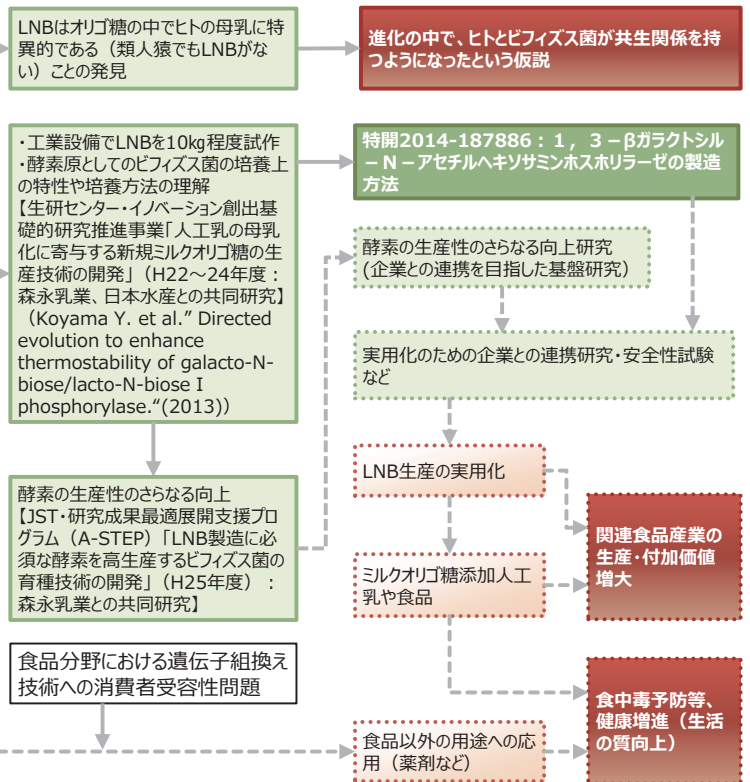 LNBはオリゴ糖の中でヒトの母乳に特
異的である（類人猿でもLNBがな
い）ことの発見
進化の中で、ヒトとビフィズス菌が共生関係を持
つようになったという仮説
・工業設備でLNBを10kg程度試作
・酵素原としてのビフィズス菌の培養上
の特性や培養方法の理解
【生研センター・イノベーション創出基
礎的研究推進事業「人工乳の母乳
化に寄与する新規ミルクオリゴ糖の生
産技術の開発」（H22～24年度：
森永乳業、日本水産との共同研究】
（Koyama Y. et al.” Directed
evolution to enhance
thermostability of galacto-N-
biose/lacto-N-biose I
phosphorylase.“(2013)）
特開2014-187886：１，３－βガラクトシル
－Ｎ－アセチルヘキソサミンホスホリラーゼの製造
方法
酵素の生産性のさらなる向上研究
(企業との連携を目指した基盤研究）
実用化のための企業との連携研究・安全性試験
など
酵素の生産性のさらなる向上
【JST・研究成果最適展開支援プロ
グラム（A-STEP）「LNB製造に必
須な酵素を高生産するビフィズス菌の
育種技術の開発」（H25年度）：
森永乳業との共同研究】
LNB生産の実用化
ミルクオリゴ糖添加人工
乳や食品
関連食品産業の
生産・付加価値
増大
食品分野における遺伝子組換え
技術への消費者受容性問題
食品以外の用途への応
用（薬剤など）
食中毒予防等、
健康増進（生活
の質向上）